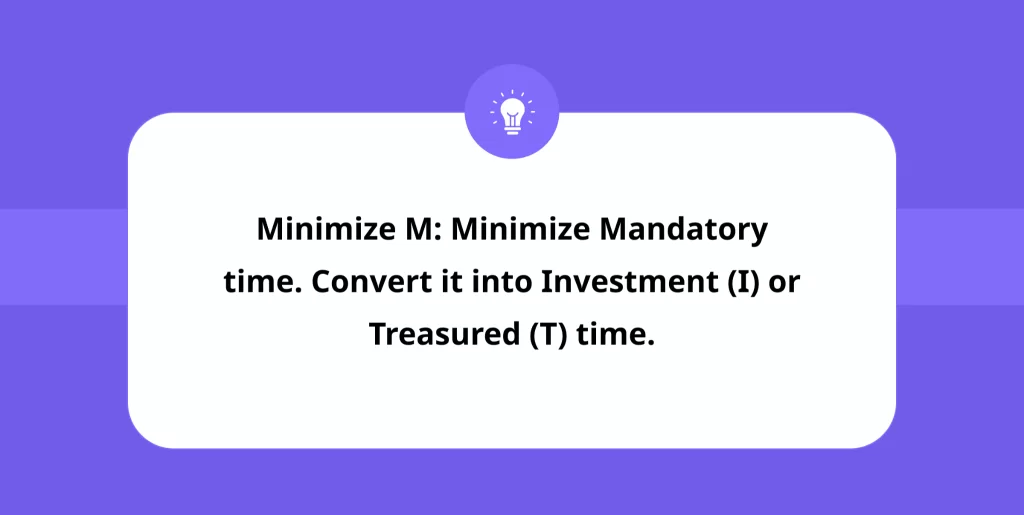 Minimize M: Minimize Mandatory
time. Convert it into Investment (I) or
Treasured (T) time.